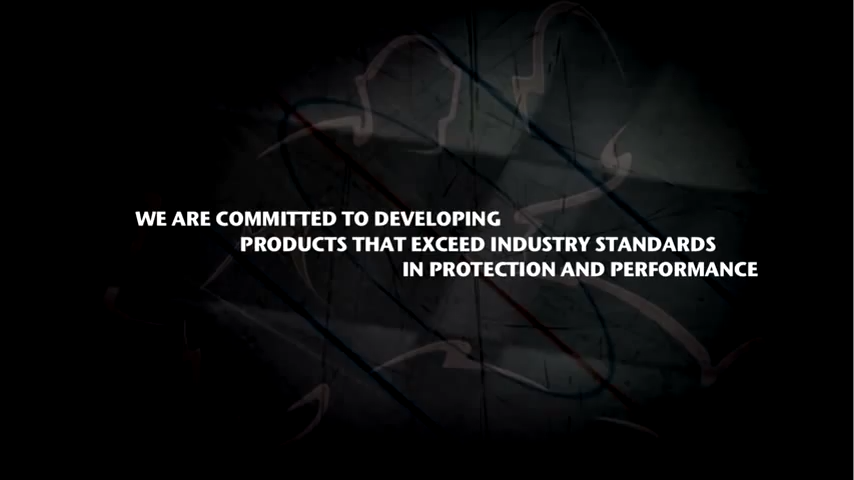 WE ARE COMMITTED TO DEVELOPING
PRODUCTS THAT EXCEED INDUSTRY STANDARDS
IN PROTECTION AND PERFORMANCE